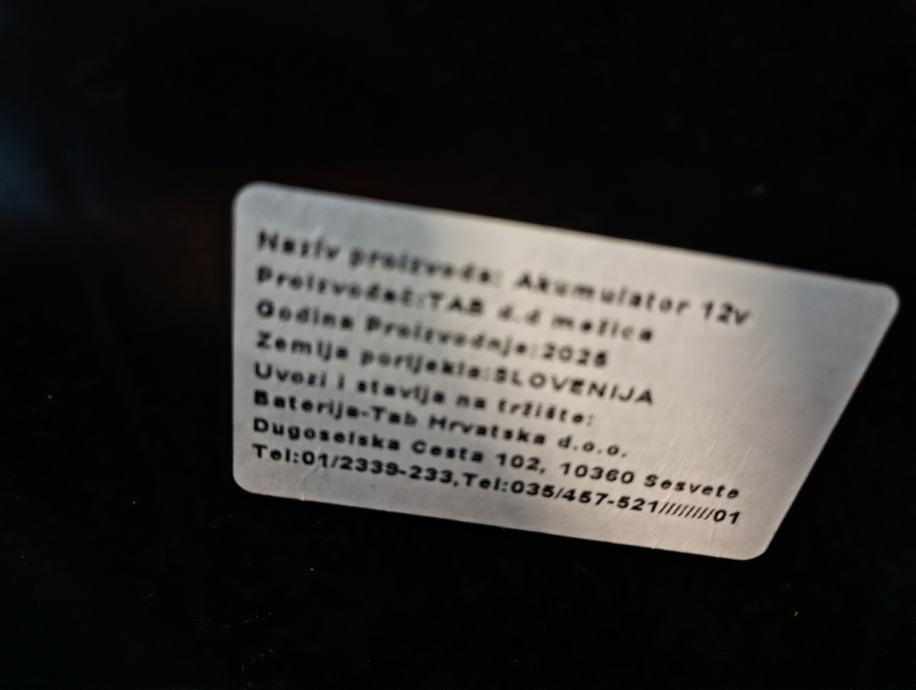 Naziv proizvoda: Akumulator 12v
Proizvođač:TAB d.d mežica
Godina Proizvodnje:2025
Zemlja porijekla:SLOVENIJA
Uvozi i stavlja na tržište:
Baterija-Tab Hrvatska d.o.o.
Dugoselska Cesta 102, 10360 Sesvete
Tel:01/2339-233,Tel:035/457-521////////01